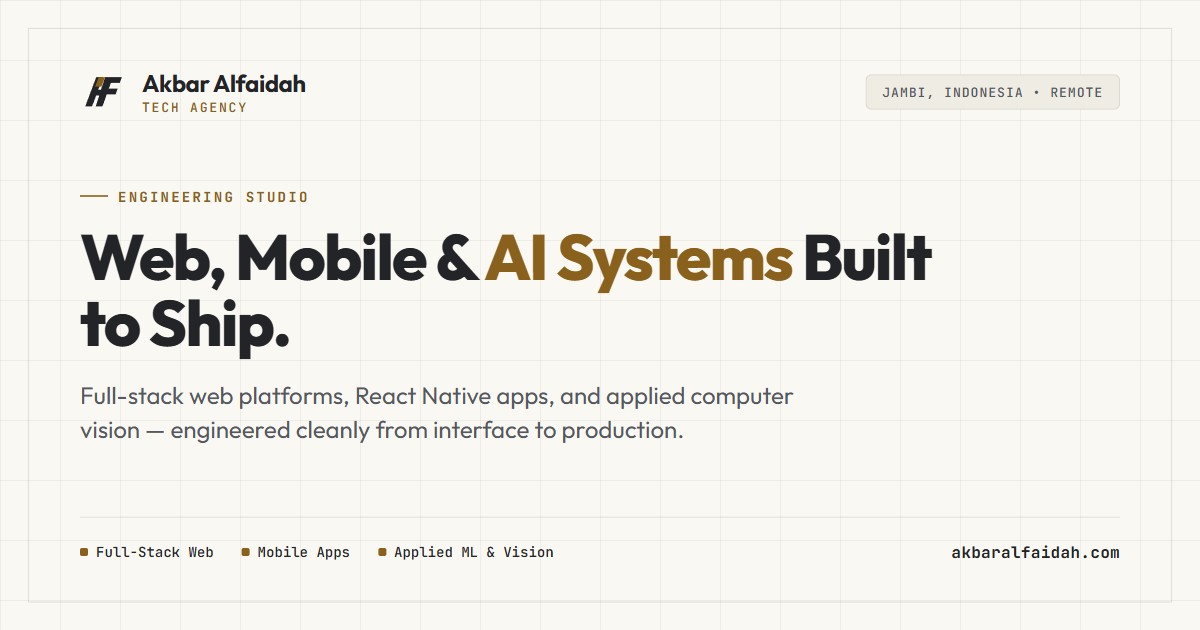 Akbar Alfaidah
TECH AGENCY
JAMBI, INDONESIA • REMOTE
ENGINEERING STUDIO
Web, Mobile & AI Systems Built
to Ship.
Full-stack web platforms, React Native apps, and applied computer
vision — engineered cleanly from interface to production.
Full-Stack Web
Mobile Apps
Applied ML & Vision
akbaralfaidah.com